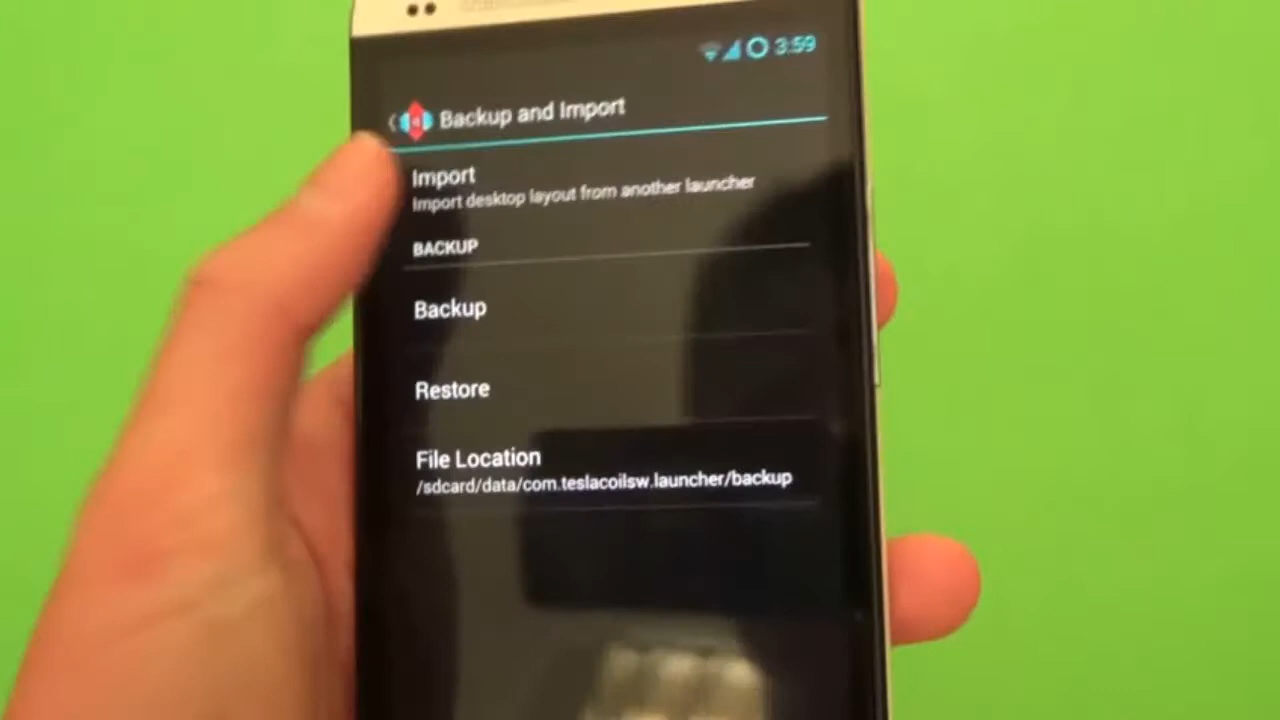 3:59
Backup and Import
Import
Import desktop layout from another launcher
BACKUP
Backup
Restore
File Location
/sdcard/data/com.teslacoilsw.launcher/backup